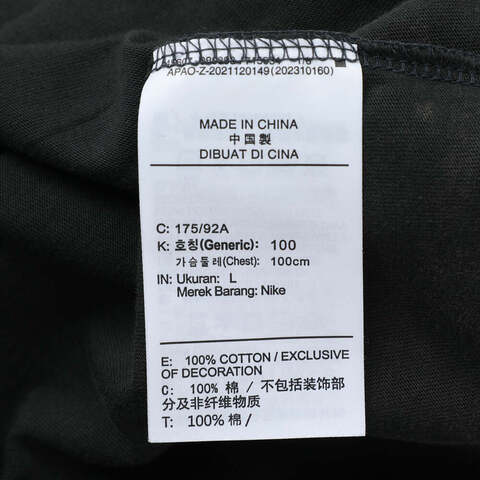 APAO-Z-2021120149 (202310160)
MADE IN CHINA
中国製
DIBUAT DI CINA
C: 175/92A
K: 호칭(Generic): 100
가슴둘레(Chest): 100cm
IN: Ukuran: L
Merek Barang: Nike
E: 100% COTTON / EXCLUSIVE
OF DECORATION
C: 100% 棉 / 不包括装饰部
分及非纤维物质
T: 100% 棉 /